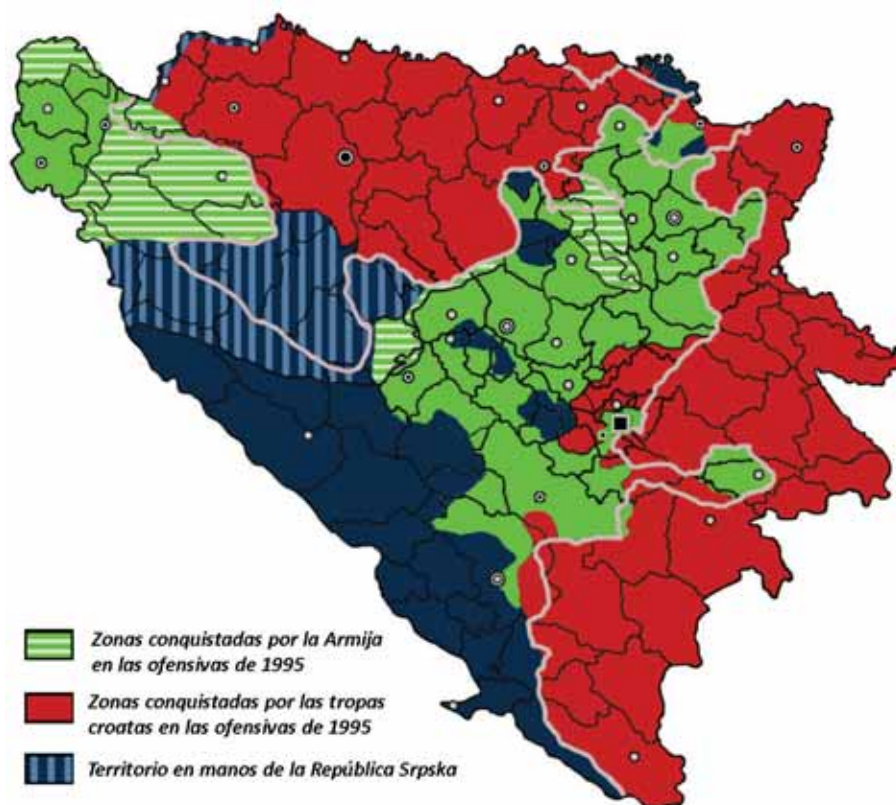 Zonas conquistadas por la Armija
en las ofensivas de 1995
Zonas conquistadas por las tropas
croatas en las ofensivas de 1995
Territorio en manos de la República Srpska